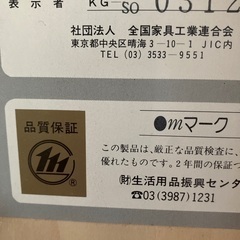 表示者 KG SO 0312
社団法人 全国家具工業連合会
東京都中央区晴海3-10-1 JIC内
TEL (03) 3533-9551
品質保証
m
®
●mマーク
この製品は、厳正な品質検査に
優れたものです。2年間の保証つ
(財)生活用品振興センタ
☎03(3987)1231